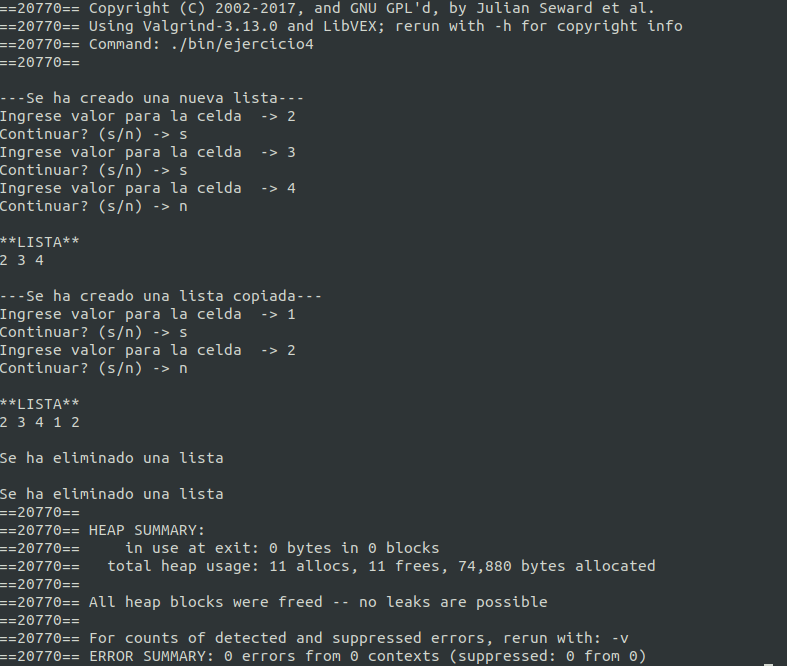 ==20770== Copyright (C) 2002-2017, and GNU GPL'd, by Julian Seward et al.
==20770== Using Valgrind-3.13.0 and LibVEX; rerun with -h for copyright info
==20770== Command: ./bin/ejercicio4
==20770==
---Se ha creado una nueva lista---
Ingrese valor para la celda  -> 2
Continuar? (s/n) -> s
Ingrese valor para la celda  -> 3
Continuar? (s/n) -> s
Ingrese valor para la celda  -> 4
Continuar? (s/n) -> n
**LISTA**
2 3 4
---Se ha creado una lista copiada---
Ingrese valor para la celda  -> 1
Continuar? (s/n) -> s
Ingrese valor para la celda  -> 2
Continuar? (s/n) -> n
**LISTA**
2 3 4 1 2
Se ha eliminado una lista
Se ha eliminado una lista
==20770==
==20770== HEAP SUMMARY:
==20770==     in use at exit: 0 bytes in 0 blocks
==20770==   total heap usage: 11 allocs, 11 frees, 74,880 bytes allocated
==20770==
==20770== All heap blocks were freed -- no leaks are possible
==20770==
==20770== For counts of detected and suppressed errors, rerun with: -v
==20770== ERROR SUMMARY: 0 errors from 0 contexts (suppressed: 0 from 0)